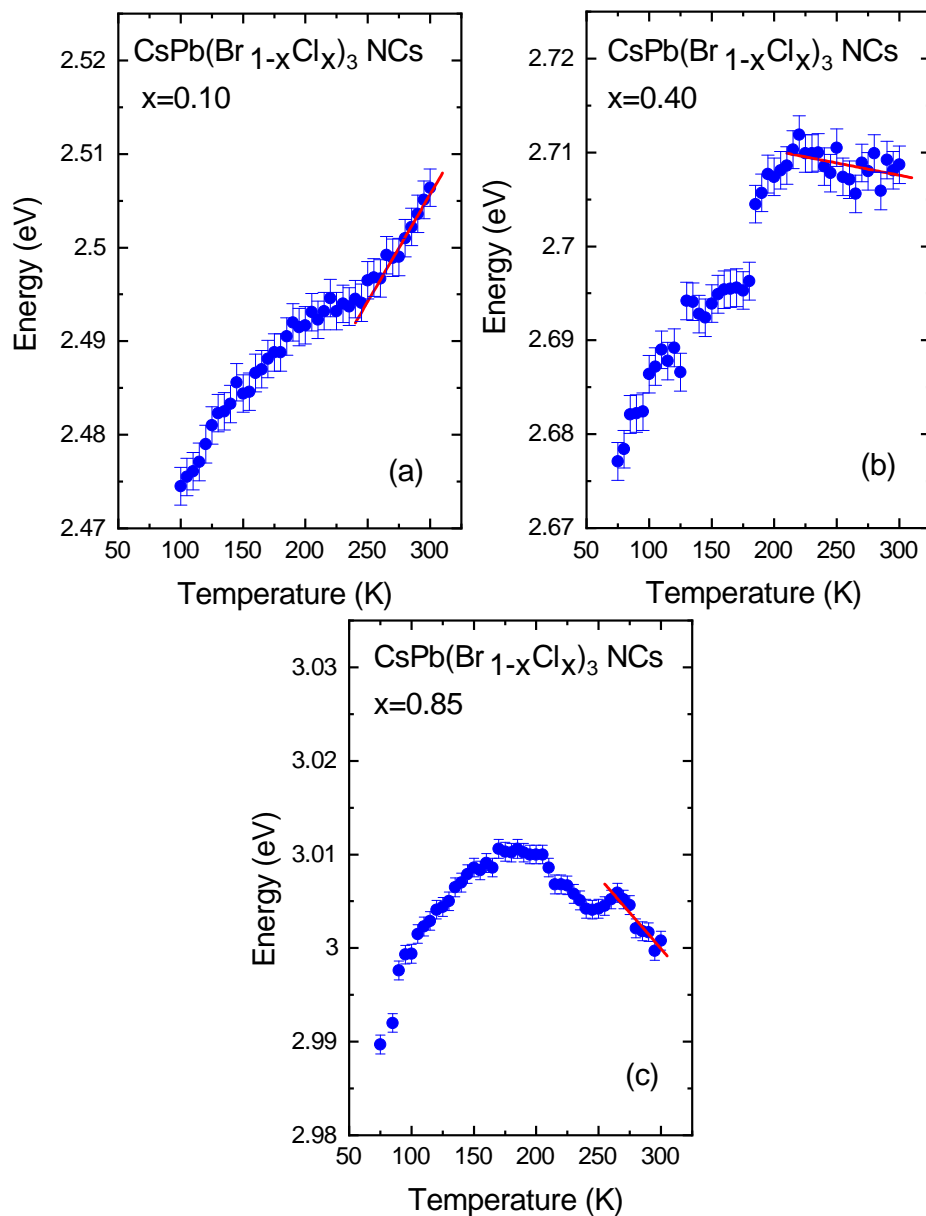 CsPb(Br 1-xClx)3 NCs
x=0.10
2.52
2.51
2.5
2.49
2.48
2.47
Energy (eV)
(a)
50 100 150 200 250 300
Temperature (K)
CsPb(Br 1-xClx)3 NCs
x=0.40
2.72
2.71
2.7
2.69
2.68
2.67
Energy (eV)
(b)
50 100 150 200 250 300
Temperature (K)
CsPb(Br 1-xClx)3 NCs
x=0.85
3.03
3.02
3.01
3
2.99
2.98
Energy (eV)
(c)
50 100 150 200 250 300
Temperature (K)